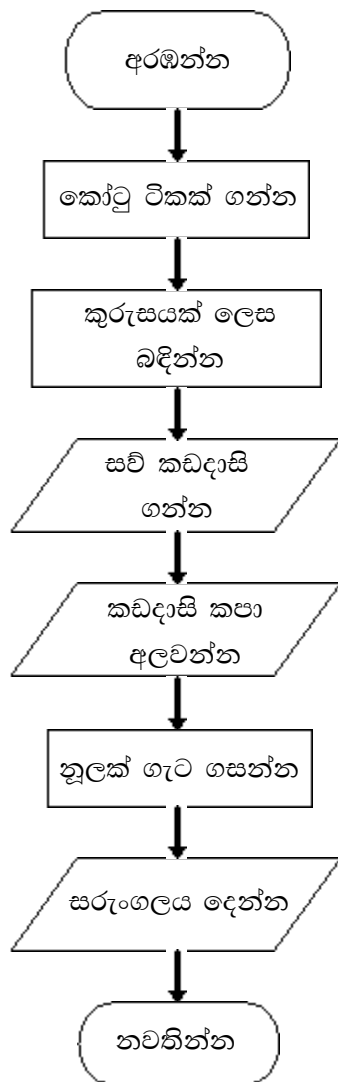 අරඹන්න
කෝටු ටිකක් ගන්න
කුරුසයක් ලෙස
බඳින්න
සව් කඩදාසි
ගන්න
කඩදාසි කපා
අලවන්න
නූලක් ගැට ගසන්න
සරුංගලය දෙන්න
නවතින්න